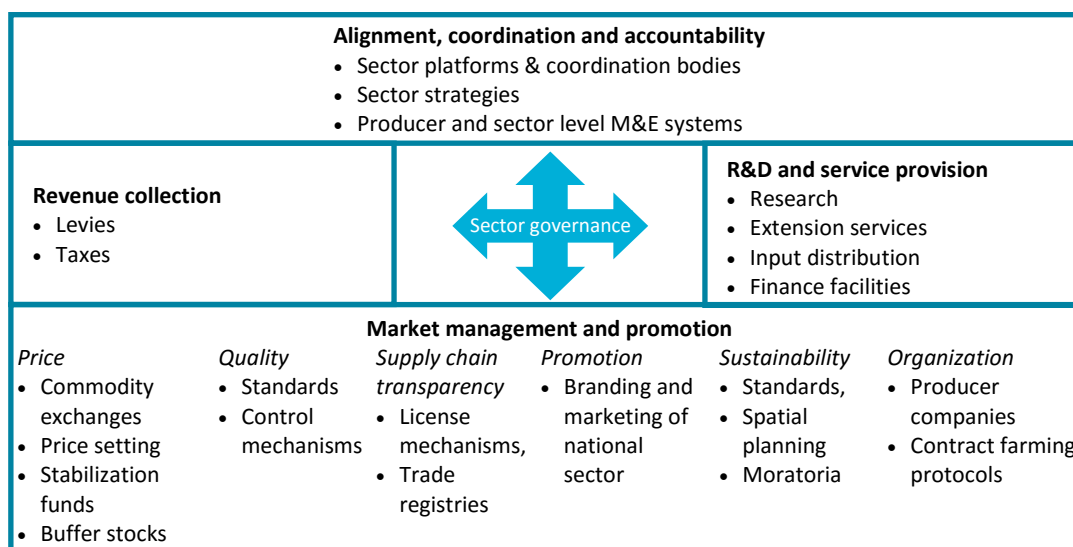 Alignment, coordination and accountability
• Sector platforms & coordination bodies
• Sector strategies
• Producer and sector level M&E systems
Revenue collection
• Levies
• Taxes
Sector governance
R&D and service provision
• Research
• Extension services
• Input distribution
• Finance facilities
Market management and promotion
Price
• Commodity
exchanges
• Price setting
• Stabilization
funds
• Buffer stocks
Quality
• Standards
• Control
mechanisms
Supply chain
transparency
• License
mechanisms,
• Trade
registries
Promotion
• Branding and
marketing of
national
sector
Sustainability
• Standards,
• Spatial
planning
• Moratoria
Organization
• Producer
companies
• Contract farming
protocols